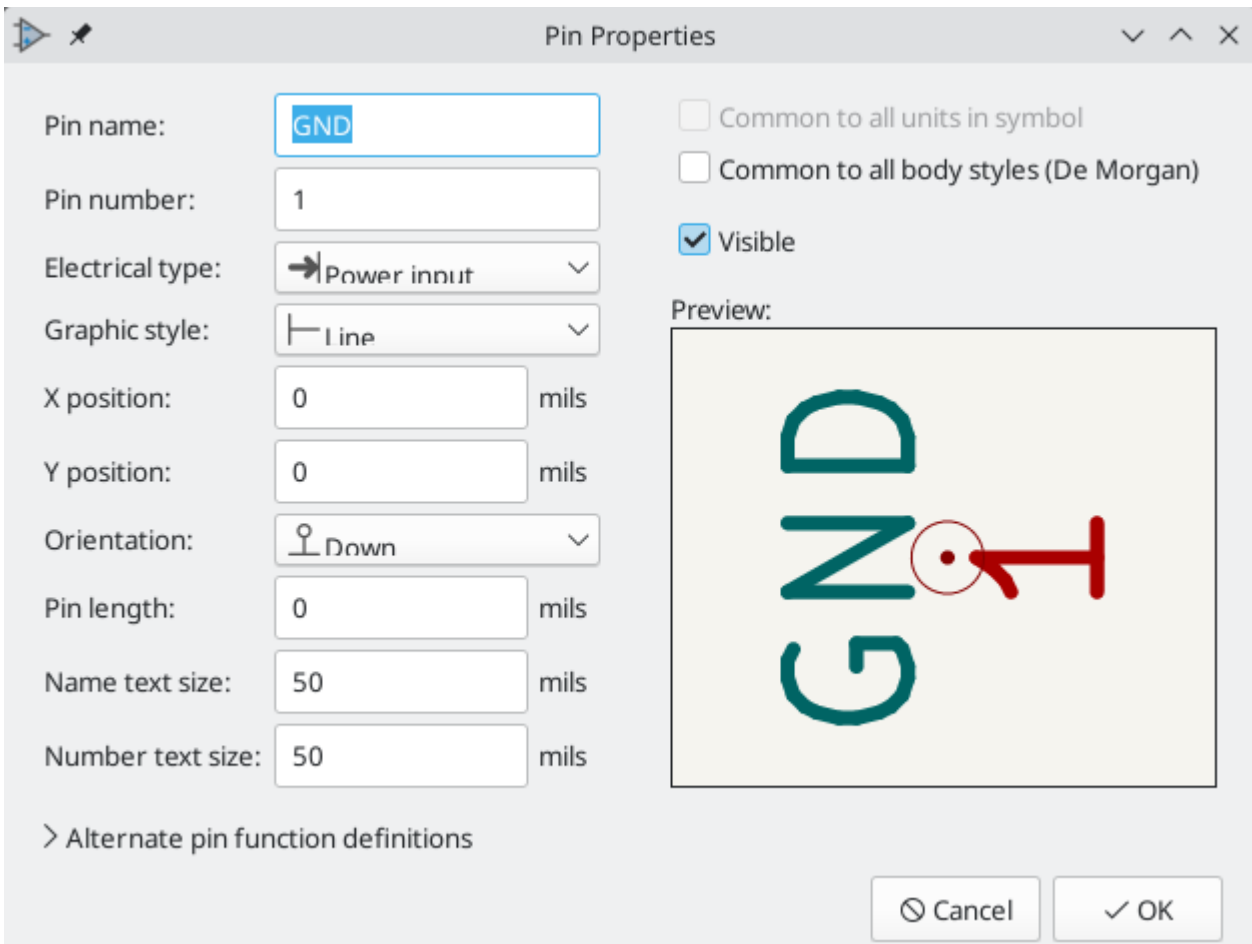 Pin Properties
Pin name: GND
Pin number: 1
Electrical type: Power input
Graphic style: Line
X position: 0 mils
Y position: 0 mils
Orientation: Down
Pin length: 0 mils
Name text size: 50 mils
Number text size: 50 mils
Alternate pin function definitions
Common to all units in symbol
Common to all body styles (De Morgan)
Visible
Preview:
GND
1
Cancel
OK